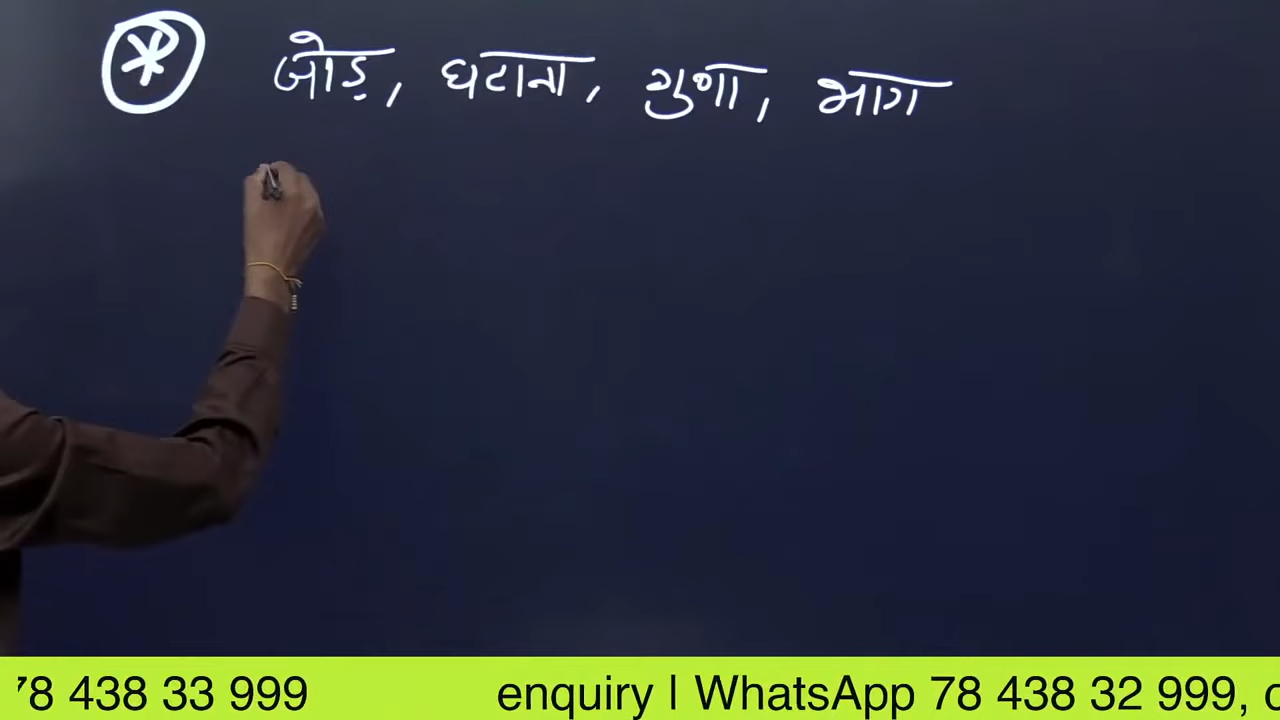 * जोड़, घटाना, गुणा, भाग
78 438 33 999 enquiry | WhatsApp 78 438 32 999,